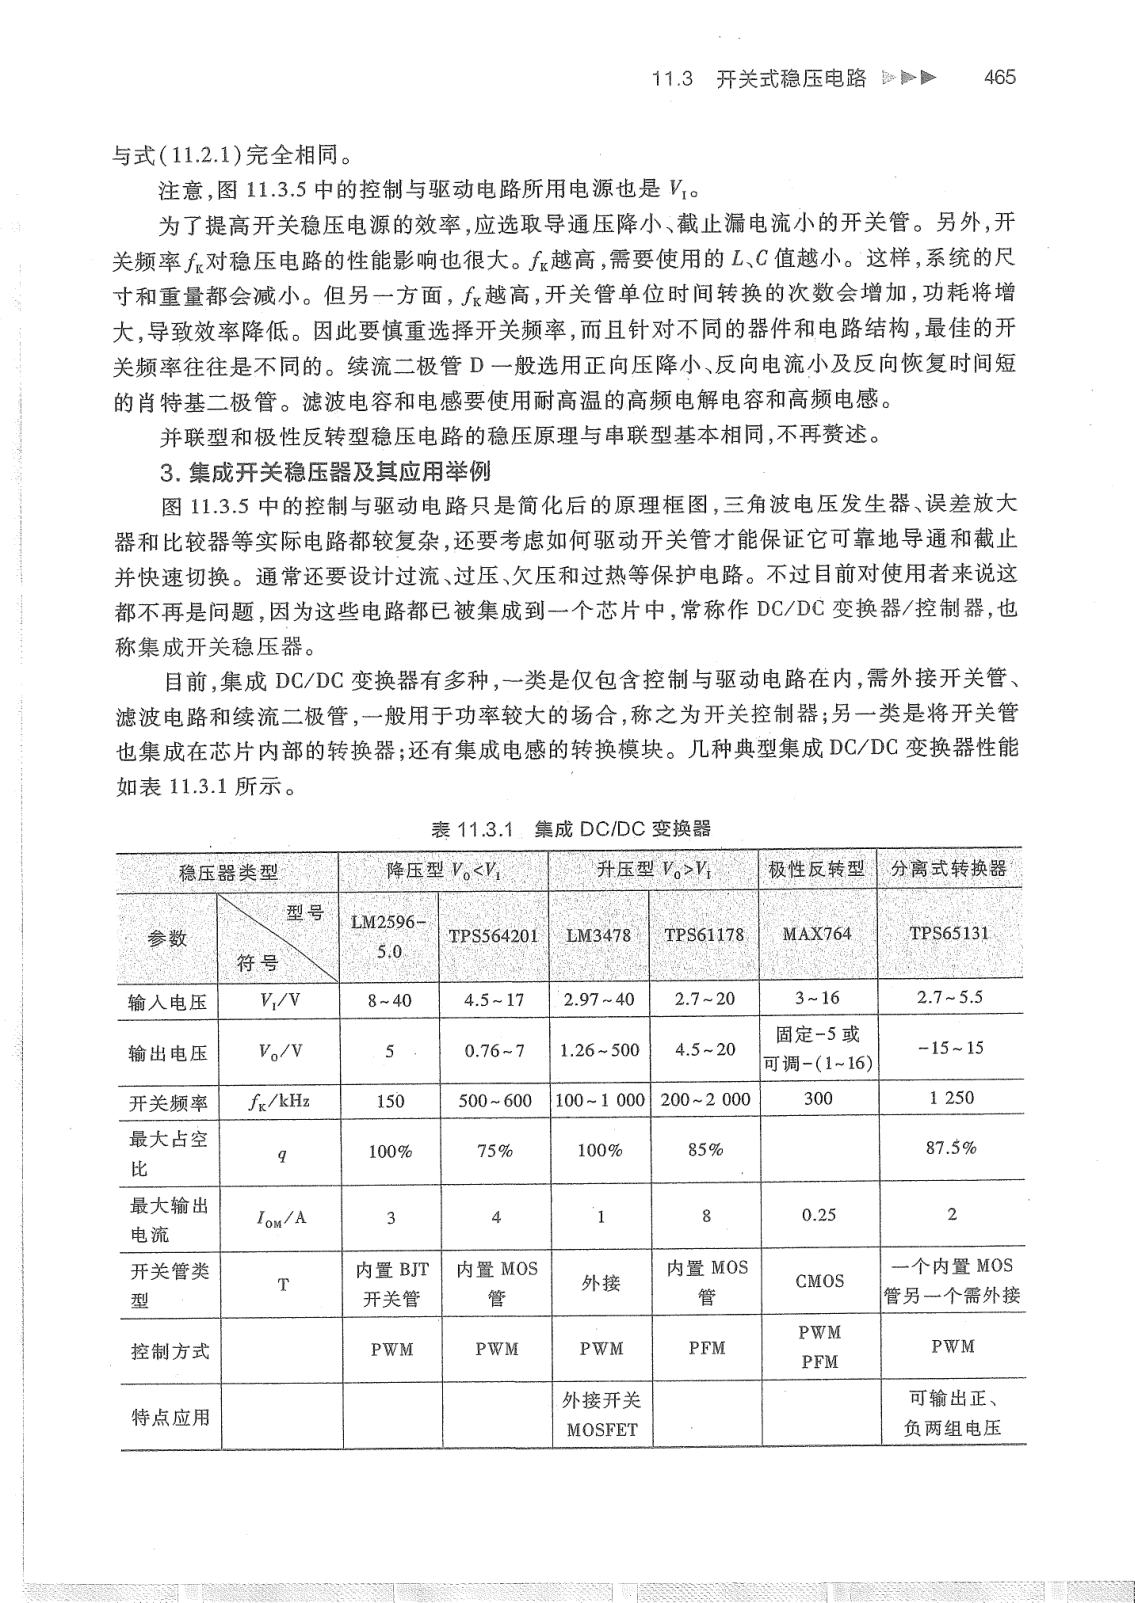 11.3 开关式稳压电路 ▷▶▶ 465
与式(11.2.1)完全相同。
注意,图 11.3.5 中的控制与驱动电路所用电源也是 V_I。
为了提高开关稳压电源的效率,应选取导通压降小、截止漏电流小的开关管。另外,开
关频率 f_K对稳压电路的性能影响也很大。f_K越高,需要使用的 L、C 值越小。这样,系统的尺
寸和重量都会减小。但另一方面, f_K越高,开关管单位时间转换的次数会增加,功耗将增
大,导致效率降低。因此要慎重选择开关频率,而且针对不同的器件和电路结构,最佳的开
关频率往往是不同的。续流二极管 D 一般选用正向压降小、反向电流小及反向恢复时间短
的肖特基二极管。滤波电容和电感要使用耐高温的高频电解电容和高频电感。
并联型和极性反转型稳压电路的稳压原理与串联型基本相同,不再赘述。
3. 集成开关稳压器及其应用举例
图 11.3.5 中的控制与驱动电路只是简化后的原理框图,三角波电压发生器、误差放大
器和比较器等实际电路都较复杂,还要考虑如何驱动开关管才能保证它可靠地导通和截止
并快速切换。通常还要设计过流、过压、欠压和过热等保护电路。不过目前对使用者来说这
都不再是问题,因为这些电路都已被集成到一个芯片中,常称作 DC/DC 变换器/控制器,也
称集成开关稳压器。
目前,集成 DC/DC 变换器有多种,一类是仅包含控制与驱动电路在内,需外接开关管、
滤波电路和续流二极管,一般用于功率较大的场合,称之为开关控制器;另一类是将开关管
也集成在芯片内部的转换器;还有集成电感的转换模块。几种典型集成 DC/DC 变换器性能
如表 11.3.1 所示。
表 11.3.1 集成 DC/DC 变换器
稳压器类型 降压型 V_O<V_I 升压型 V_O>V_I 极性反转型 分离式转换器
参数 符号 型号 LM2596-5.0 TPS564201 LM3478 TPS61178 MAX764 TPS65131
输入电压 V_I/V 8~40 4.5~17 2.97~40 2.7~20 3~16 2.7~5.5
输出电压 V_O/V 5 0.76~7 1.26~500 4.5~20 固定-5 或可调-(1~16) -15~15
开关频率 f_K/kHz 150 500~600 100~1 000 200~2 000 300 1 250
最大占空比 q 100% 75% 100% 85% 87.5%
最大输出电流 I_OM/A 3 4 1 8 0.25 2
开关管类型 T 内置 BJT 开关管 内置 MOS 管 外接 内置 MOS 管 CMOS 一个内置 MOS 管另一个需外接
控制方式 PWM PWM PWM PFM PWM PFM PWM
特点应用 外接开关 MOSFET 可输出正、负两组电压